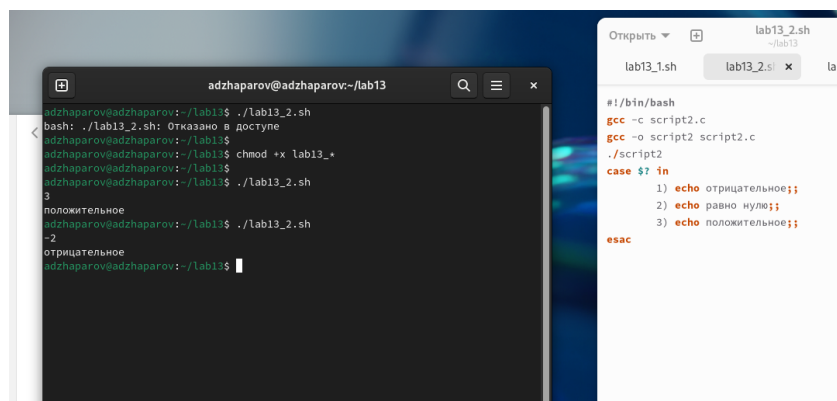 adzhaparov@adzhaparov:~/lab13
adzhaparov@adzhaparov:~/lab13$ ./lab13_2.sh
bash: ./lab13_2.sh: Отказано в доступе
adzhaparov@adzhaparov:~/lab13$
adzhaparov@adzhaparov:~/lab13$ chmod +x lab13_*
adzhaparov@adzhaparov:~/lab13$
adzhaparov@adzhaparov:~/lab13$ ./lab13_2.sh
3
положительное
adzhaparov@adzhaparov:~/lab13$ ./lab13_2.sh
-2
отрицательное
adzhaparov@adzhaparov:~/lab13$
Открыть
lab13_2.sh
~/lab13
lab13_1.sh lab13_2.s la
#!/bin/bash
gcc -c script2.c
gcc -o script2 script2.c
./script2
case $? in
1) echo отрицательное;;
2) echo равно нулю;;
3) echo положительное;;
esac